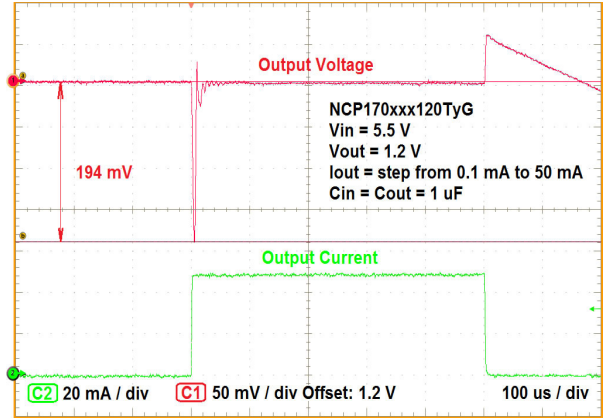 Output Voltage
NCP170xxx120TyG
Vin = 5.5 V
Vout = 1.2 V
Iout = step from 0.1 mA to 50 mA
Cin = Cout = 1 uF
194 mV
Output Current
C2 20 mA / div C1 50 mV / div Offset: 1.2 V 100 us / div